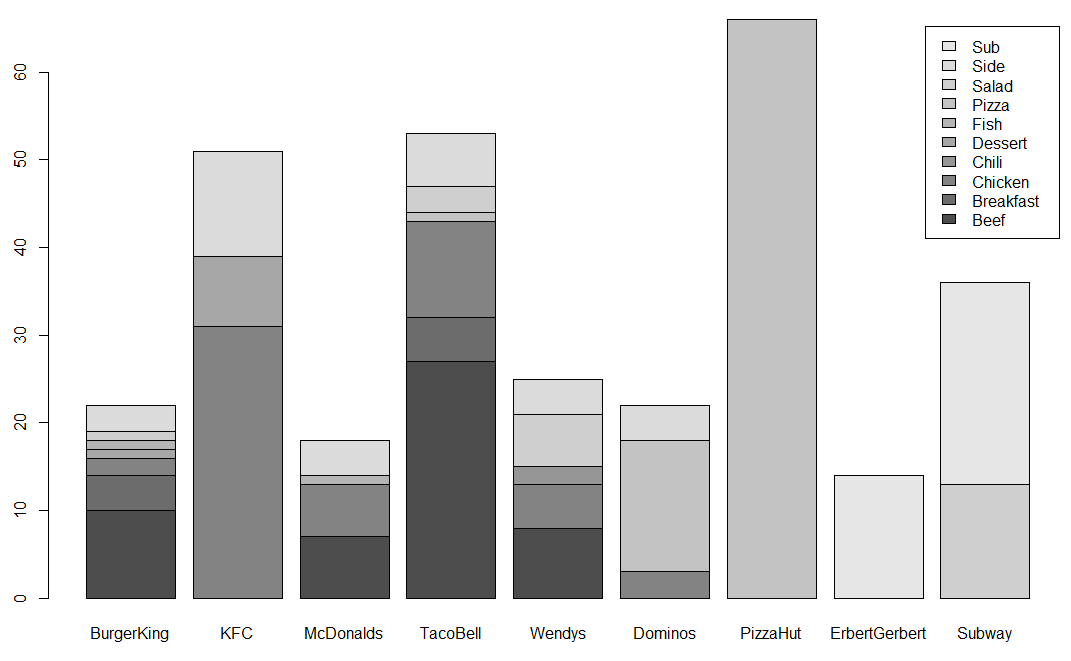 60
50
40
30
20
10
0
Sub
Side
Salad
Pizza
Fish
Dessert
Chili
Chicken
Breakfast
Beef
BurgerKing KFC McDonalds TacoBell Wendys Dominos PizzaHut ErbertGerbert Subway